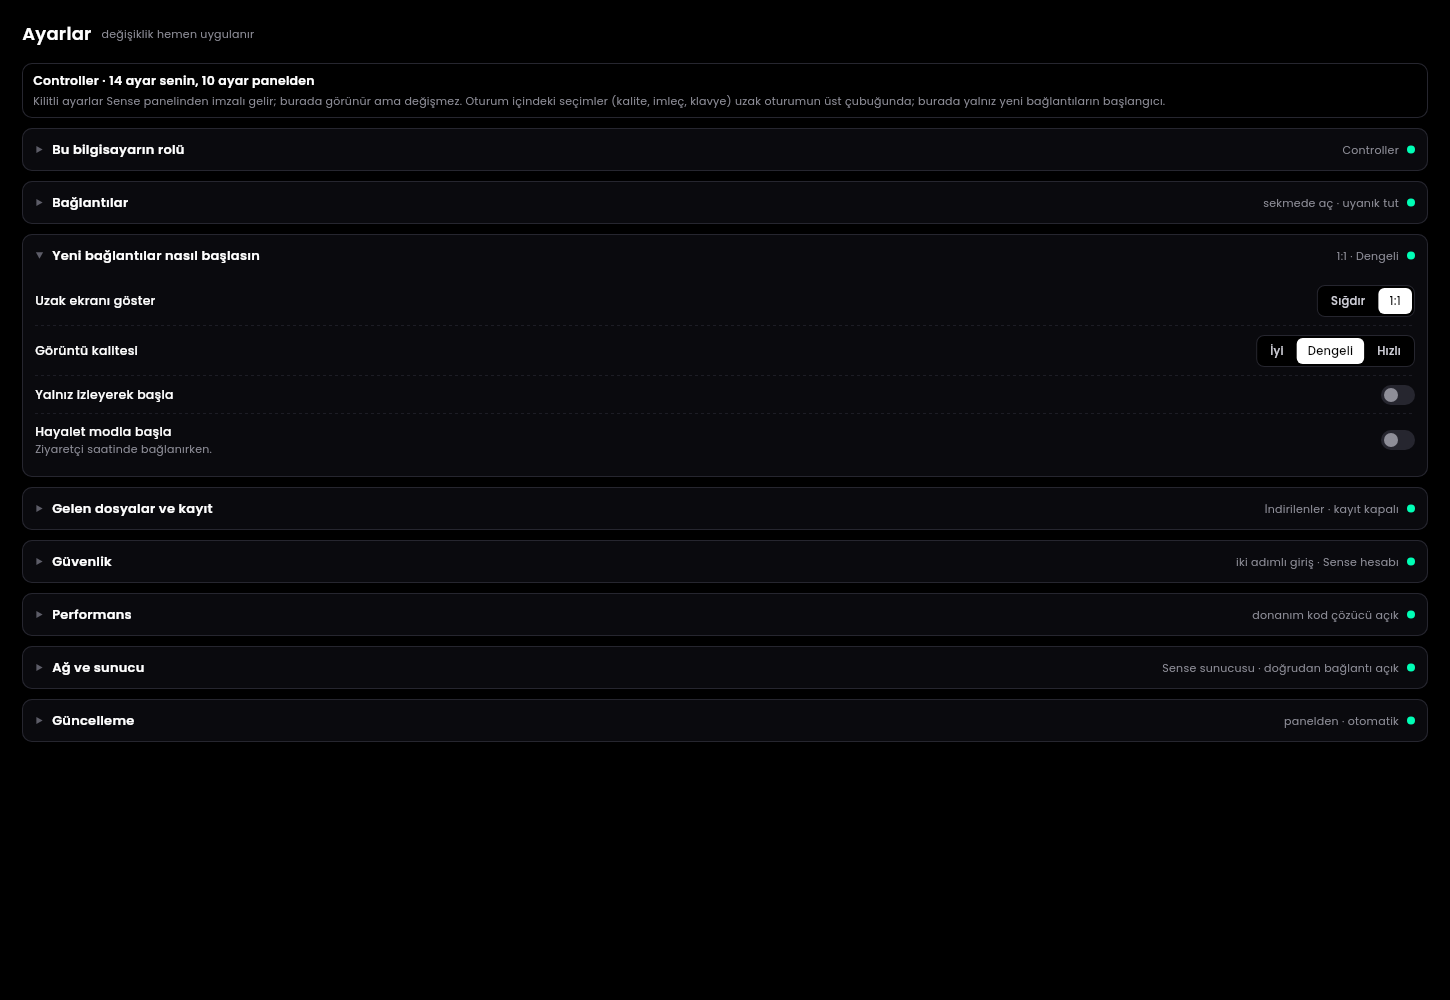 Ayarlar değişiklik hemen uygulanır
Controller · 14 ayar senin, 10 ayar panelden
Kilitli ayarlar Sense panelinden imzalı gelir; burada görünür ama değişmez. Oturum içindeki seçimler (kalite, imleç, klavye) uzak oturumun üst çubuğunda; burada yalnız yeni bağlantıların başlangıcı.
Bu bilgisayarın rolü Controller
Bağlantılar sekmede aç · uyanık tut
Yeni bağlantılar nasıl başlasın 1:1 · Dengeli
Uzak ekranı göster Sığdır 1:1
Görüntü kalitesi İyi Dengeli Hızlı
Yalnız izleyerek başla
Hayalet modla başla
Ziyaretçi saatinde bağlanırken.
Gelen dosyalar ve kayıt İndirilenler · kayıt kapalı
Güvenlik iki adımlı giriş · Sense hesabı
Performans donanım kod çözücü açık
Ağ ve sunucu Sense sunucusu · doğrudan bağlantı açık
Güncelleme panelden · otomatik